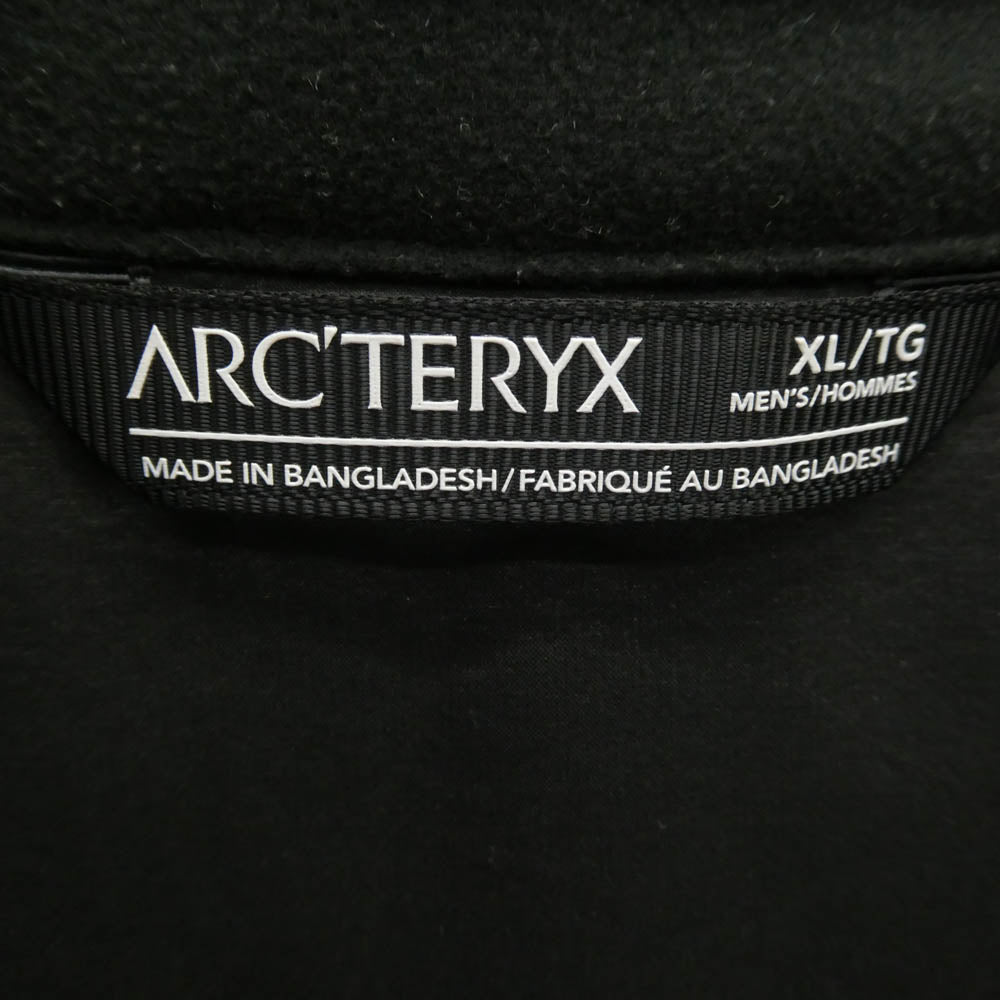 ARC'TERYX
XL/TG
MEN'S/HOMMES
MADE IN BANGLADESH/FABRIQUÉ AU BANGLADESH